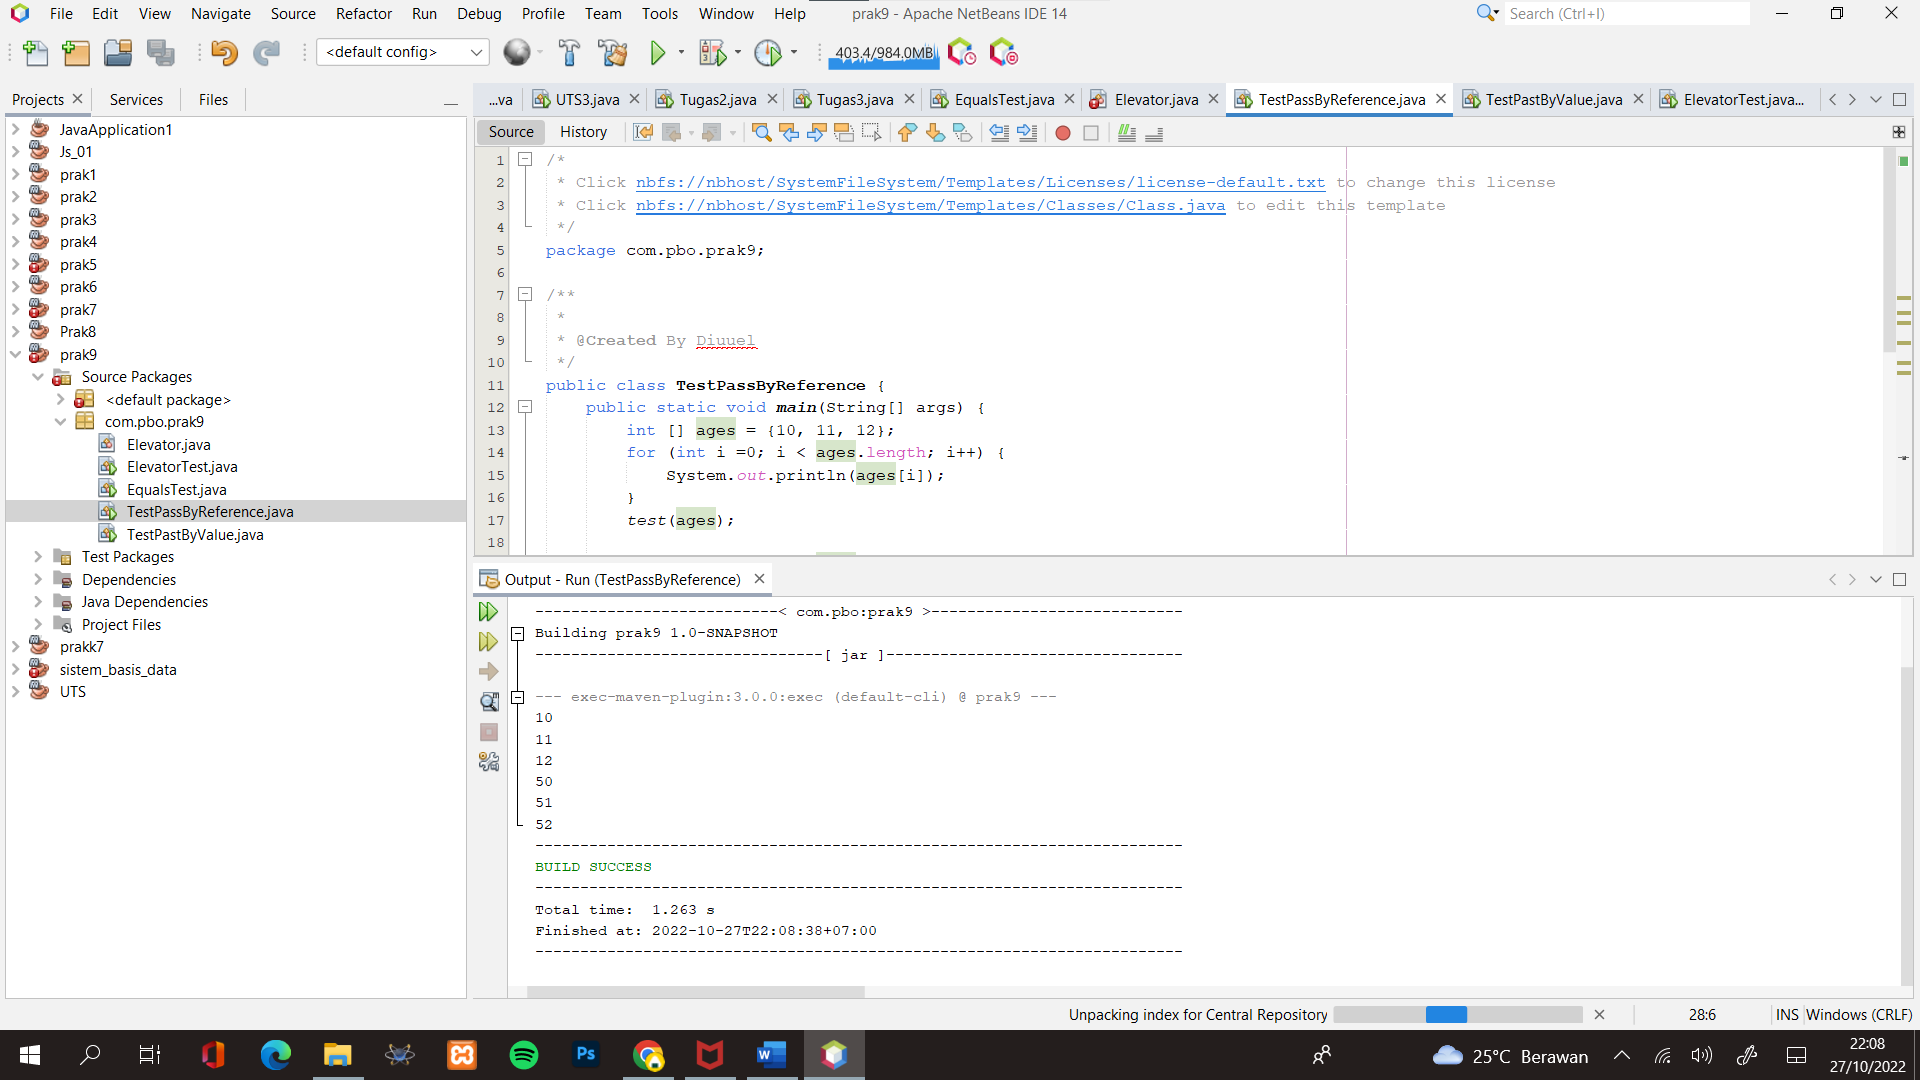 File Edit View Navigate Source Refactor Run Debug Profile Team Tools Window Help prak9 - Apache NetBeans IDE 14 Search (Ctrl+I)
<default config> 403.4/984.0MB
Projects Services Files
...va UTS3.java Tugas2.java Tugas3.java EqualsTest.java Elevator.java TestPassByReference.java TestPastByValue.java ElevatorTest.java...
Source History
JavaApplication1
Js_01
prak1
prak2
prak3
prak4
prak5
prak6
prak7
Prak8
prak9
Source Packages
<default package>
com.pbo.prak9
Elevator.java
ElevatorTest.java
EqualsTest.java
TestPassByReference.java
TestPastByValue.java
Test Packages
Dependencies
Java Dependencies
Project Files
prakk7
sistem_basis_data
UTS
1 /*
2 * Click nbfs://nbhost/SystemFileSystem/Templates/Licenses/license-default.txt to change this license
3 * Click nbfs://nbhost/SystemFileSystem/Templates/Classes/Class.java to edit this template
4 */
5 package com.pbo.prak9;
6
7 /**
8 *
9 * @Created By Diuuel
10 */
11 public class TestPassByReference {
12 public static void main(String[] args) {
13 int [] ages = {10, 11, 12};
14 for (int i =0; i < ages.length; i++) {
15 System.out.println(ages[i]);
16 }
17 test(ages);
18
Output - Run (TestPassByReference)
---------------------------< com.pbo:prak9 >----------------------------
Building prak9 1.0-SNAPSHOT
--------------------------------[ jar ]---------------------------------
--- exec-maven-plugin:3.0.0:exec (default-cli) @ prak9 ---
10
11
12
50
51
52
------------------------------------------------------------------------
BUILD SUCCESS
------------------------------------------------------------------------
Total time: 1.263 s
Finished at: 2022-10-27T22:08:38+07:00
------------------------------------------------------------------------
Unpacking index for Central Repository 28:6 INS Windows (CRLF)
25°C Berawan 22:08
27/10/2022